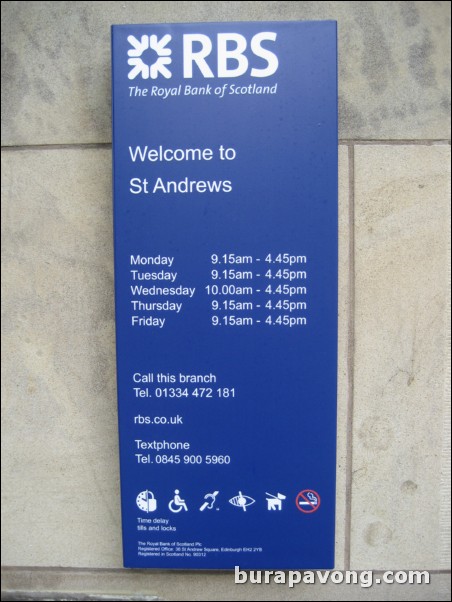 RBS
The Royal Bank of Scotland
Welcome to
St Andrews
Monday 9.15am - 4.45pm
Tuesday 9.15am - 4.45pm
Wednesday 10.00am - 4.45pm
Thursday 9.15am - 4.45pm
Friday 9.15am - 4.45pm
Call this branch
Tel. 01334 472 181
rbs.co.uk
Textphone
Tel. 0845 900 5960
Time delay
tills and locks
The Royal Bank of Scotland Plc
Registered Office: 36 St Andrew Square, Edinburgh EH2 2YB
Registered in Scotland No. 90312
burapavong.com